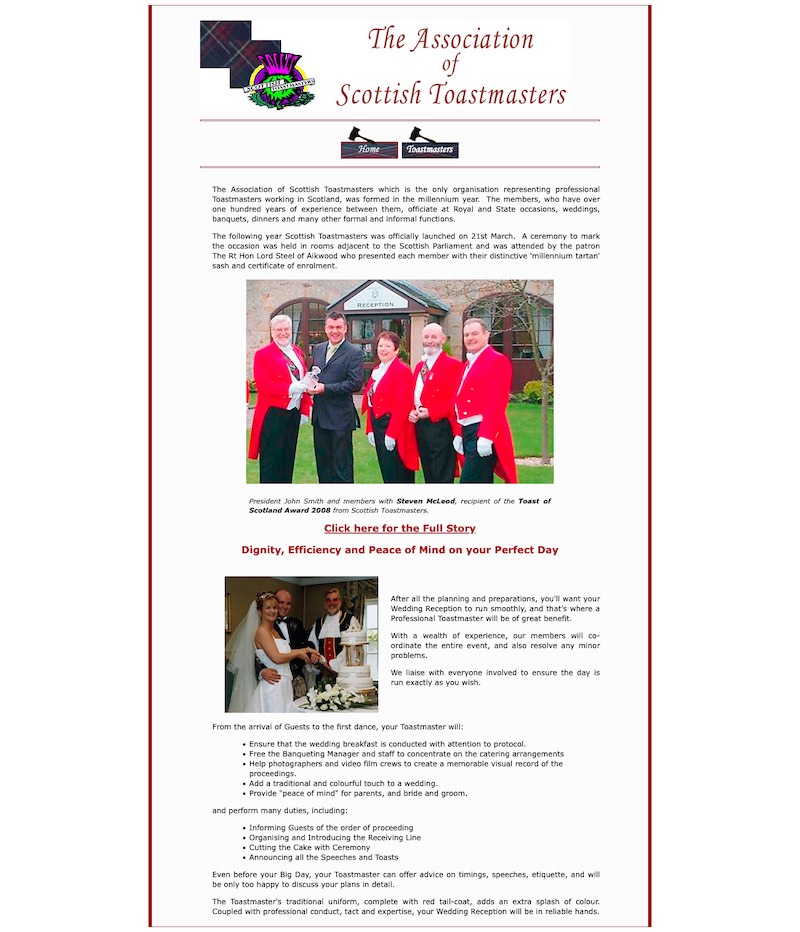 The Association
of
Scottish Toastmasters
SCOTTISH
TOASTMASTERS
Home
Toastmasters
The Association of Scottish Toastmasters which is the only organisation representing professional
Toastmasters working in Scotland, was formed in the millennium year. The members, who have over
one hundred years of experience between them, officiate at Royal and State occasions, weddings,
banquets, dinners and many other formal and informal functions.
The following year Scottish Toastmasters was officially launched on 21st March. A ceremony to mark
the occasion was held in rooms adjacent to the Scottish Parliament and was attended by the patron
The Rt Hon Lord Steel of Aikwood who presented each member with their distinctive 'millennium tartan'
sash and certificate of enrolment.
RECEPTION
President John Smith and members with Steven McLeod, recipient of the Toast of
Scotland Award 2008 from Scottish Toastmasters.
Click here for the Full Story
Dignity, Efficiency and Peace of Mind on your Perfect Day
After all the planning and preparations, you'll want your
Wedding Reception to run smoothly, and that's where a
Professional Toastmaster will be of great benefit.
With a wealth of experience, our members will co-
ordinate the entire event, and also resolve any minor
problems.
We liaise with everyone involved to ensure the day is
run exactly as you wish.
From the arrival of Guests to the first dance, your Toastmaster will:
• Ensure that the wedding breakfast is conducted with attention to protocol.
• Free the Banqueting Manager and staff to concentrate on the catering arrangements
• Help photographers and video film crews to create a memorable visual record of the
proceedings.
• Add a traditional and colourful touch to a wedding.
• Provide "peace of mind" for parents, and bride and groom.
and perform many duties, including:
• Informing Guests of the order of proceeding
• Organising and Introducing the Receiving Line
• Cutting the Cake with Ceremony
• Announcing all the Speeches and Toasts
Even before your Big Day, your Toastmaster can offer advice on timings, speeches, etiquette, and will
be only too happy to discuss your plans in detail.
The Toastmaster's traditional uniform, complete with red tail-coat, adds an extra splash of colour.
Coupled with professional conduct, tact and expertise, your Wedding Reception will be in reliable hands.